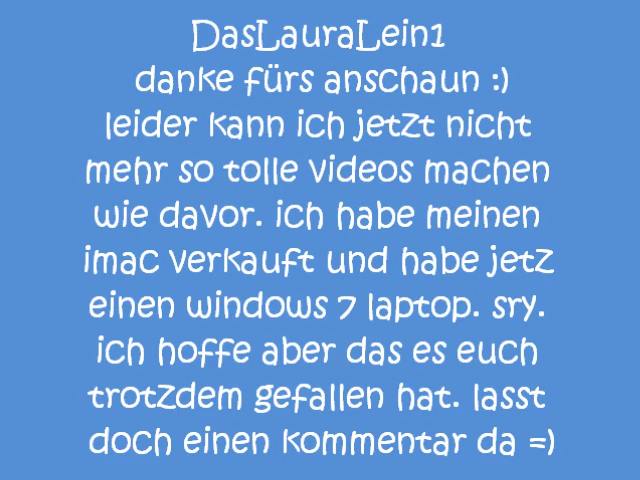 DasLauraLein1
danke fürs anschaun :)
leider kann ich jetzt nicht
mehr so tolle videos machen
wie davor. ich habe meinen
imac verkauft und habe jetz
einen windows 7 laptop. sry.
ich hoffe aber das es euch
trotzdem gefallen hat. lasst
doch einen kommentar da =)